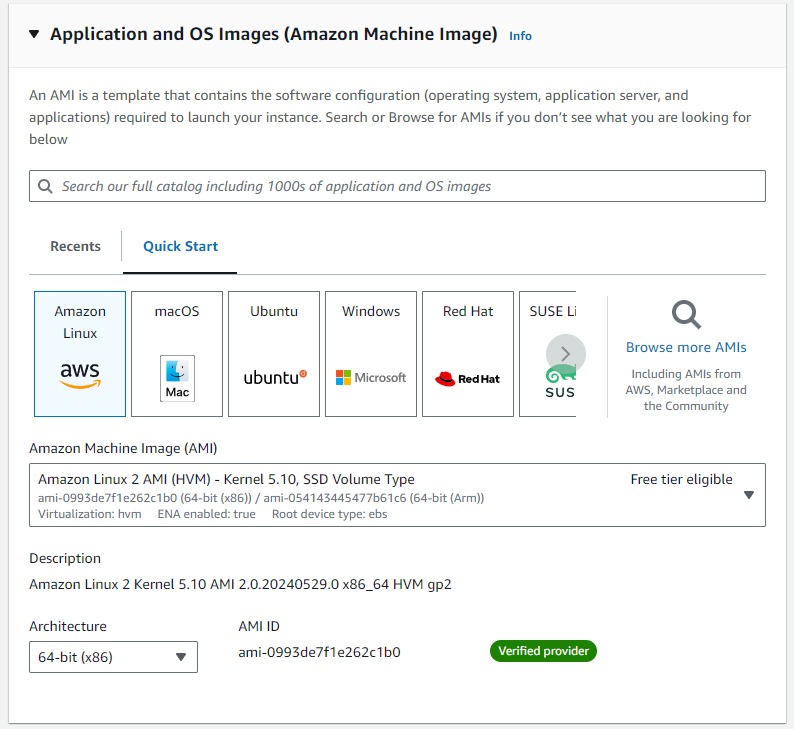 Application and OS Images (Amazon Machine Image) Info
An AMI is a template that contains the software configuration (operating system, application server, and
applications) required to launch your instance. Search or Browse for AMIs if you don’t see what you are looking for
below
Search our full catalog including 1000s of application and OS images
Recents
Quick Start
Amazon
Linux
aws
macOS
Mac
Ubuntu
ubuntu
Windows
Microsoft
Red Hat
Red Hat
SUSE Li
SUS
Browse more AMIs
Including AMIs from
AWS, Marketplace and
the Community
Amazon Machine Image (AMI)
Amazon Linux 2 AMI (HVM) - Kernel 5.10, SSD Volume Type
Free tier eligible
ami-0993de7f1e262c1b0 (64-bit (x86)) / ami-054143445477b61c6 (64-bit (Arm))
Virtualization: hvm ENA enabled: true Root device type: ebs
Description
Amazon Linux 2 Kernel 5.10 AMI 2.0.20240529.0 x86_64 HVM gp2
Architecture
64-bit (x86)
AMI ID
ami-0993de7f1e262c1b0
Verified provider